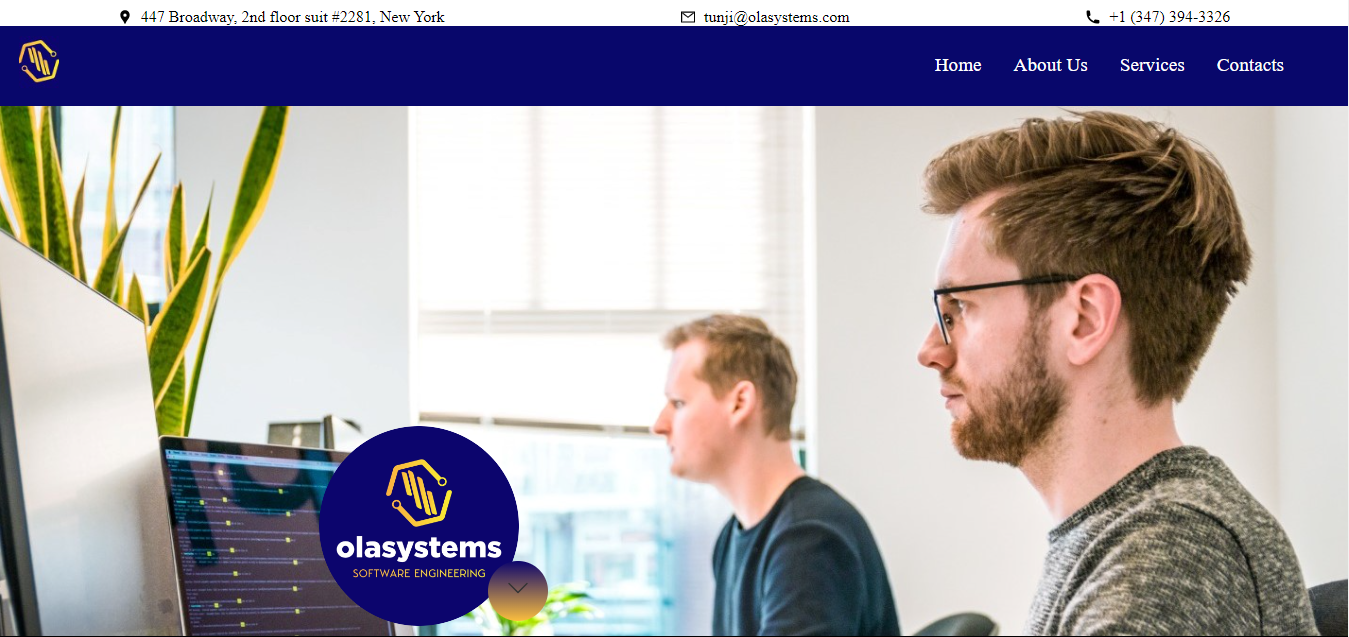 447 Broadway, 2nd floor suit #2281, New York
tunji@olasystems.com
+1 (347) 394-3326
Home
About Us
Services
Contacts
olasystems
SOFTWARE ENGINEERING